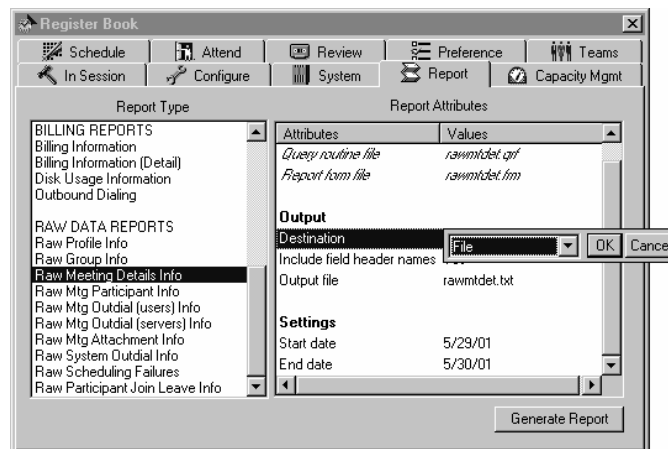 Register Book
Schedule
Attend
Review
Preference
Teams
In Session
Configure
System
Report
Capacity Mgmt
Report Type
BILLING REPORTS
Billing Information
Billing Information (Detail)
Disk Usage Information
Outbound Dialing
RAW DATA REPORTS
Raw Profile Info
Raw Group Info
Raw Meeting Details Info
Raw Mtg Participant Info
Raw Mtg Outdial (users) Info
Raw Mtg Outdial (servers) Info
Raw Mtg Attachment Info
Raw System Outdial Info
Raw Scheduling Failures
Raw Participant Join Leave Info
Report Attributes
Attributes Values
Query routine file rawmtdet.qrf
Report form file rawmtdet.frm
Output
Destination File OK Cance
Include field header names
Output file rawmtdet.txt
Settings
Start date 5/29/01
End date 5/30/01
Generate Report